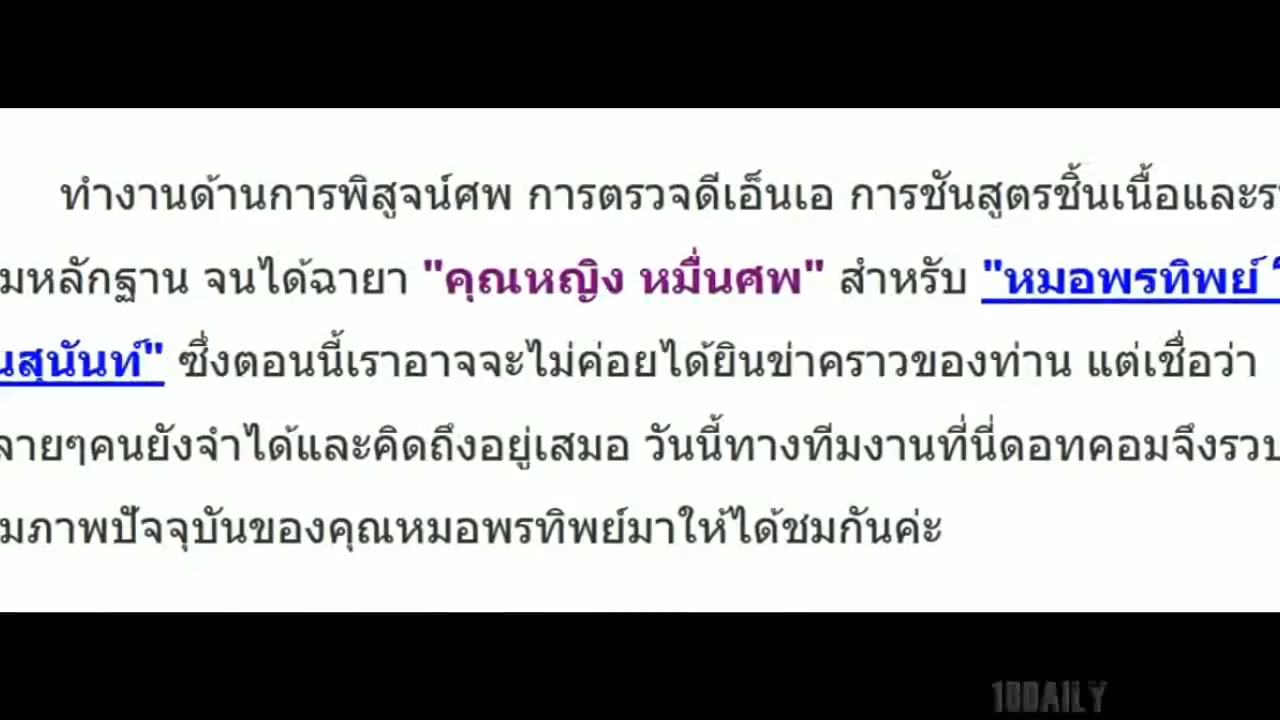 ทำงานด้านการพิสูจน์ศพ การตรวจดีเอ็นเอ การชันสูตรชิ้นเนื้อและร
มหลักฐาน จนได้ฉายา "คุณหญิง หมื่นศพ" สำหรับ "หมอพรทิพย์
นสุนันท์" ซึ่งตอนนี้เราอาจจะไม่ค่อยได้ยินข่าคราวของท่าน แต่เชื่อว่า
ลายๆคนยังจำได้และคิดถึงอยู่เสมอ วันนี้ทางทีมงานที่นี่ดอทคอมจึงรวบ
มภาพปัจจุบันของคุณหมอพรทิพย์มาให้ได้ชมกันค่ะ